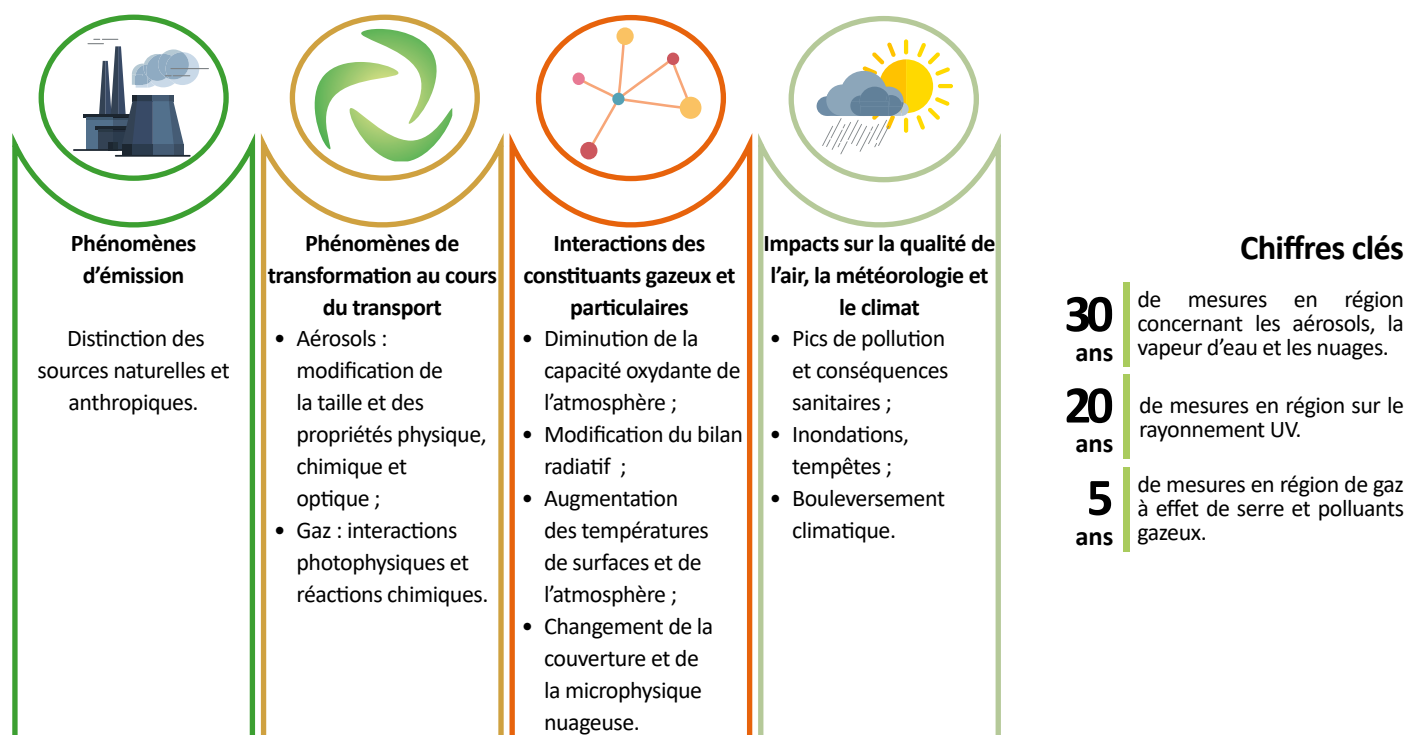 Phénomènes
d’émission
Distinction des
sources naturelles et
anthropiques.
Phénomènes de
transformation au cours
du transport
• Aérosols :
modification de
la taille et des
propriétés physique,
chimique et
optique ;
• Gaz : interactions
photophysiques et
réactions chimiques.
Interactions des
constituants gazeux et
particulaires
• Diminution de la
capacité oxydante de
l’atmosphère ;
• Modification du bilan
radiatif ;
• Augmentation
des températures
de surfaces et de
l’atmosphère ;
• Changement de la
couverture et de
la microphysique
nuageuse.
Impacts sur la qualité de
l’air, la météorologie et
le climat
• Pics de pollution
et conséquences
sanitaires ;
• Inondations,
tempêtes ;
• Bouleversement
climatique.
Chiffres clés
30
ans
de mesures en région
concernant les aérosols, la
vapeur d’eau et les nuages.
20
ans
de mesures en région sur le
rayonnement UV.
5
ans
de mesures en région de gaz
à effet de serre et polluants
gazeux.